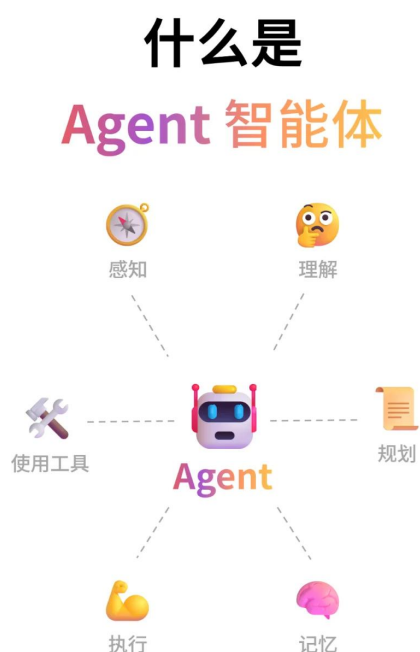 什么是
Agent 智能体
感知
理解
使用工具
Agent
规划
执行
记忆